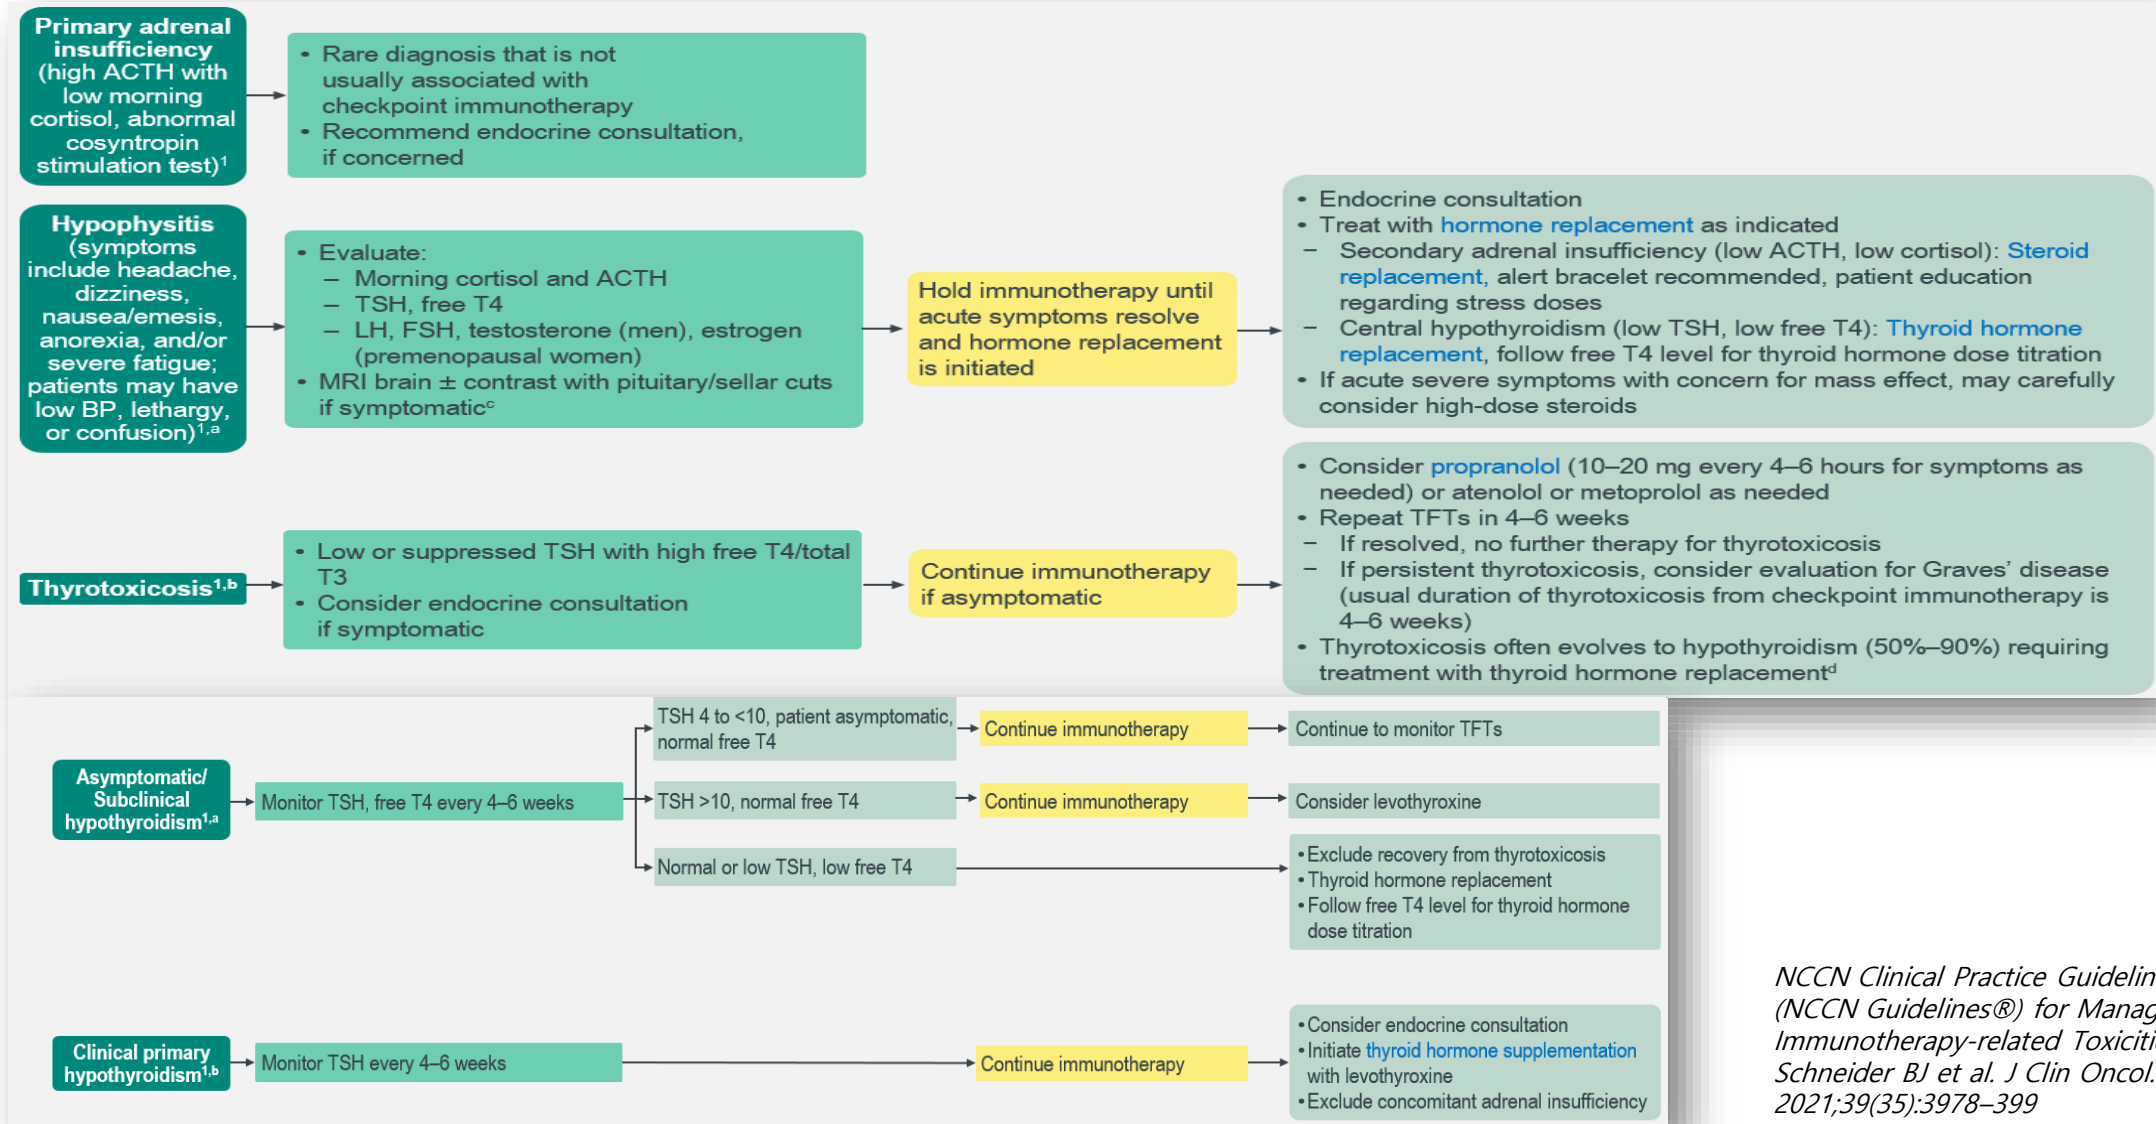 Primary adrenal
insufficiency
(high ACTH with
low morning
cortisol, abnormal
cosyntropin
stimulation test)1
• Rare diagnosis that is not
usually associated with
checkpoint immunotherapy
• Recommend endocrine consultation,
if concerned
Hypophysitis
(symptoms
include headache,
dizziness,
nausea/emesis,
anorexia, and/or
severe fatigue;
patients may have
low BP, lethargy,
or confusion)1,a
• Evaluate:
– Morning cortisol and ACTH
– TSH, free T4
– LH, FSH, testosterone (men), estrogen
(premenopausal women)
• MRI brain ± contrast with pituitary/sellar cuts
if symptomaticc
Hold immunotherapy until
acute symptoms resolve
and hormone replacement
is initiated
• Endocrine consultation
• Treat with hormone replacement as indicated
– Secondary adrenal insufficiency (low ACTH, low cortisol): Steroid
replacement, alert bracelet recommended, patient education
regarding stress doses
– Central hypothyroidism (low TSH, low free T4): Thyroid hormone
replacement, follow free T4 level for thyroid hormone dose titration
• If acute severe symptoms with concern for mass effect, may carefully
consider high-dose steroids
Thyrotoxicosis1,b
• Low or suppressed TSH with high free T4/total
T3
• Consider endocrine consultation
if symptomatic
Continue immunotherapy
if asymptomatic
• Consider propranolol (10–20 mg every 4–6 hours for symptoms as
needed) or atenolol or metoprolol as needed
• Repeat TFTs in 4–6 weeks
– If resolved, no further therapy for thyrotoxicosis
– If persistent thyrotoxicosis, consider evaluation for Graves’ disease
(usual duration of thyrotoxicosis from checkpoint immunotherapy is
4–6 weeks)
• Thyrotoxicosis often evolves to hypothyroidism (50%–90%) requiring
treatment with thyroid hormone replacementd
Asymptomatic/
Subclinical
hypothyroidism1,a
Monitor TSH, free T4 every 4–6 weeks
TSH 4 to <10, patient asymptomatic,
normal free T4
Continue immunotherapy
Continue to monitor TFTs
TSH >10, normal free T4
Continue immunotherapy
Consider levothyroxine
Normal or low TSH, low free T4
• Exclude recovery from thyrotoxicosis
• Thyroid hormone replacement
• Follow free T4 level for thyroid hormone
dose titration
Clinical primary
hypothyroidism1,b
Monitor TSH every 4–6 weeks
Continue immunotherapy
• Consider endocrine consultation
• Initiate thyroid hormone supplementation
with levothyroxine
• Exclude concomitant adrenal insufficiency
NCCN Clinical Practice Guidelin
(NCCN Guidelines®) for Manag
Immunotherapy-related Toxiciti
Schneider BJ et al. J Clin Oncol.
2021;39(35):3978–399